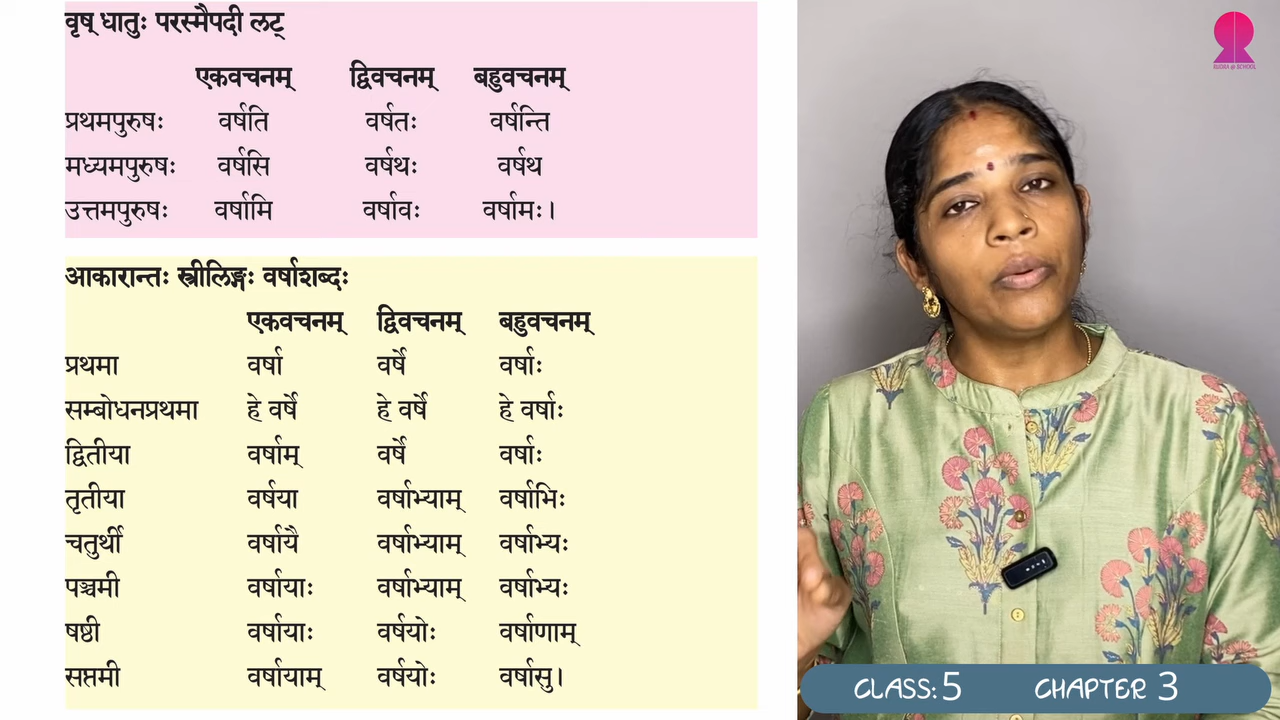 वृष् धातुः परस्मैपदी लट्
एकवचनम् द्विवचनम् बहुवचनम्
प्रथमपुरुषः वर्षति वर्षतः वर्षन्ति
मध्यमपुरुषः वर्षसि वर्षथः वर्षथ
उत्तमपुरुषः वर्षामि वर्षावः वर्षामः।
आकारान्तः स्त्रीलिङ्गः वर्षाशब्दः
एकवचनम् द्विवचनम् बहुवचनम्
प्रथमा वर्षा वर्षे वर्षाः
सम्बोधनप्रथमा हे वर्षे हे वर्षे हे वर्षाः
द्वितीया वर्षाम् वर्षे वर्षाः
तृतीया वर्षया वर्षाभ्याम् वर्षाभिः
चतुर्थी वर्षायै वर्षाभ्याम् वर्षाभ्यः
पञ्चमी वर्षायाः वर्षाभ्याम् वर्षाभ्यः
षष्ठी वर्षायाः वर्षयोः वर्षाणाम्
सप्तमी वर्षायाम् वर्षयोः वर्षासु।
RUDRA @ SCHOOL
CLASS: 5 CHAPTER 3